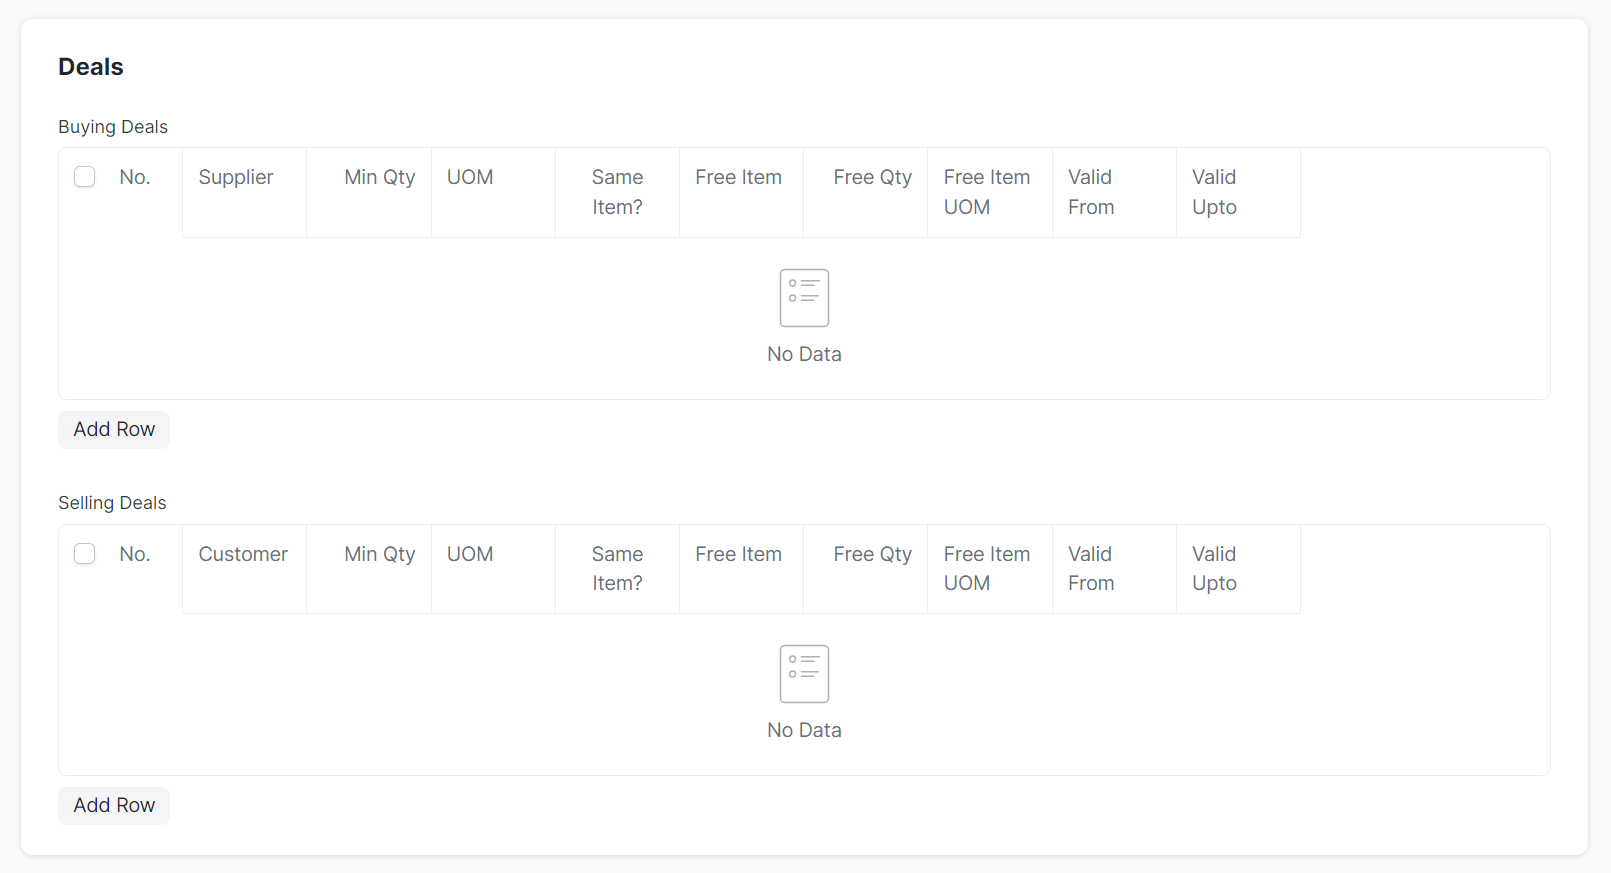 Deals
Buying Deals
No. Supplier Min Qty UOM Same Item? Free Item Free Qty Free Item UOM Valid From Valid Upto
No Data
Add Row
Selling Deals
No. Customer Min Qty UOM Same Item? Free Item Free Qty Free Item UOM Valid From Valid Upto
No Data
Add Row